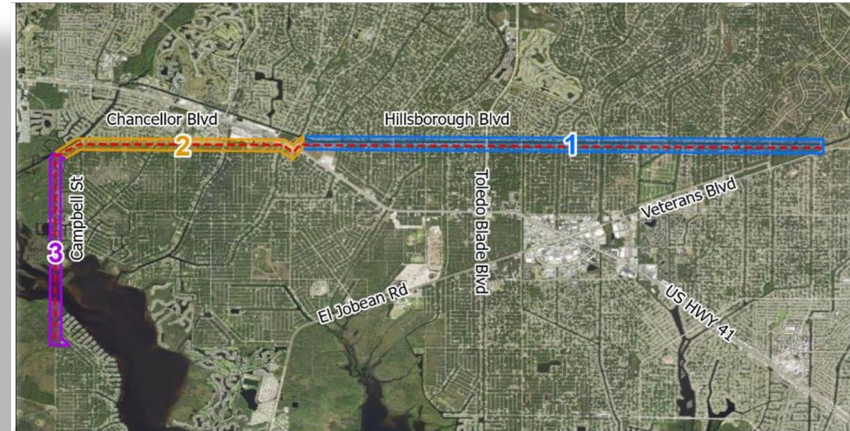 Chancellor Blvd
Hillsborough Blvd
2
1
Campbell St
Toledo Blade Blvd
Veterans Blvd
3
El Jobean Rd
US HWY 41